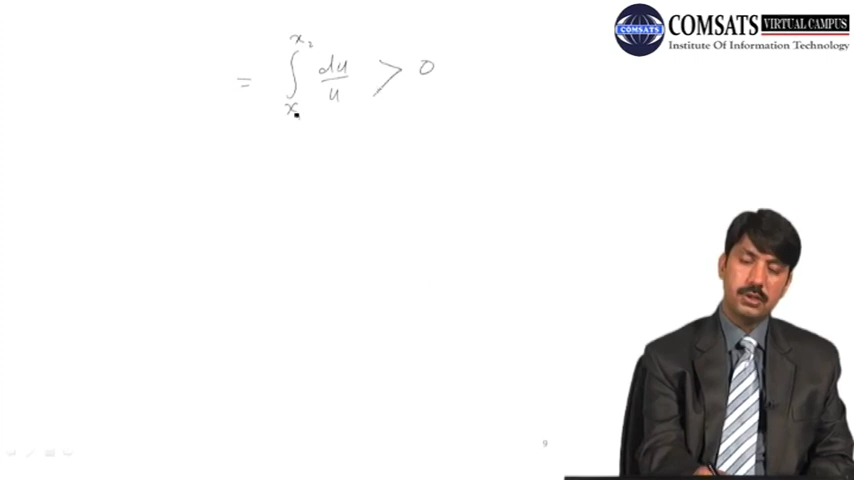 COMSATS VIRTUAL CAMPUS
COMSATS
Institute Of Information Technology
= ∫_{x₁}^{x₂} du/u > 0
9